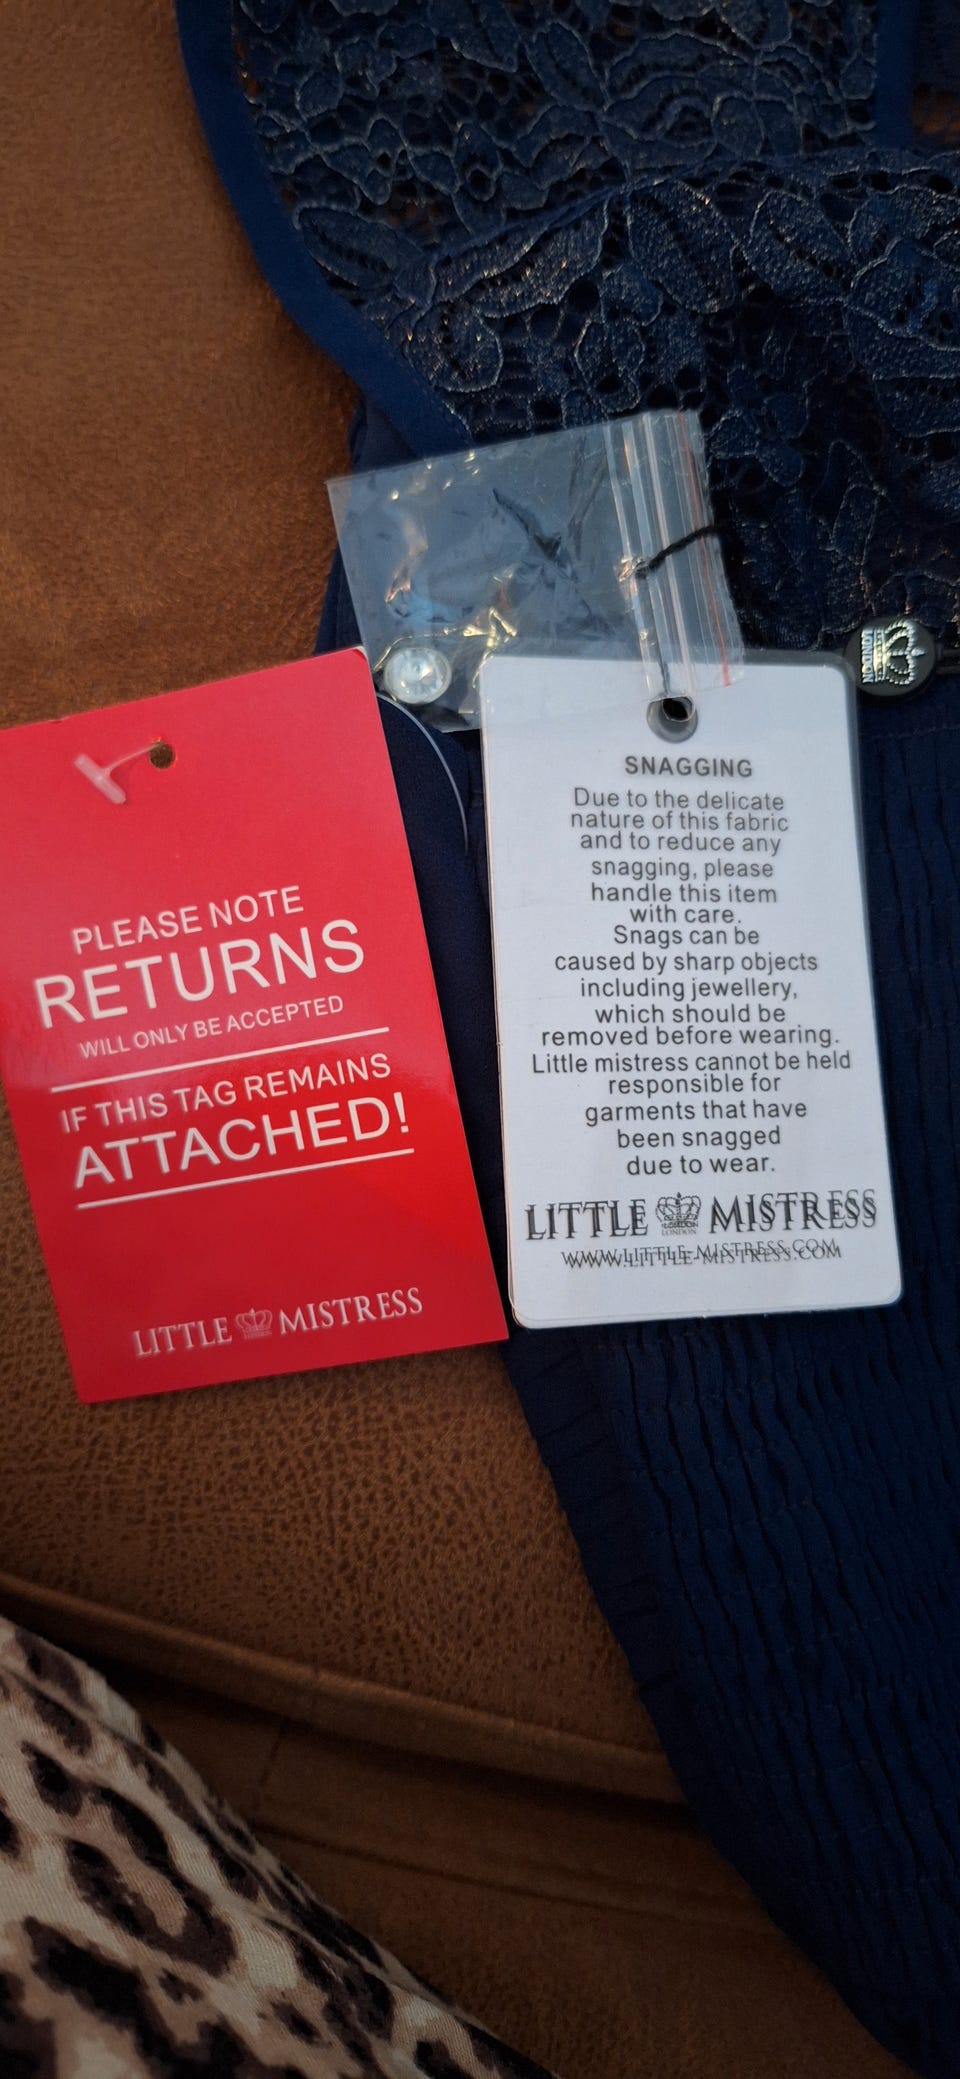 PLEASE NOTE
RETURNS
WILL ONLY BE ACCEPTED
IF THIS TAG REMAINS
ATTACHED!
LITTLE MISTRESS
SNAGGING
Due to the delicate
nature of this fabric
and to reduce any
snagging, please
handle this item
with care.
Snags can be
caused by sharp objects
including jewellery,
which should be
removed before wearing.
Little mistress cannot be held
responsible for
garments that have
been snagged
due to wear.
LITTLE LONDON MISTRESS
WWW.LITTLE-MISTRESS.COM
LONDON